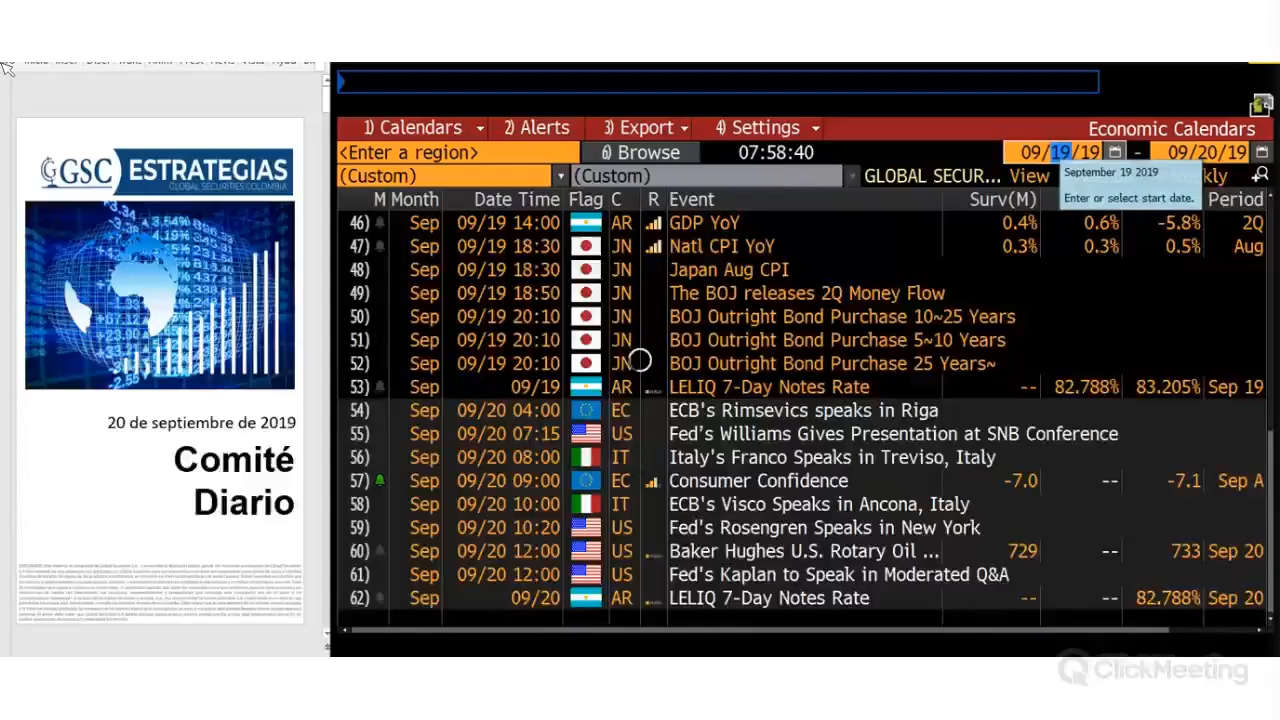 GSC ESTRATEGIAS
GLOBAL SECURITIES COLOMBIA
20 de septiembre de 2019
Comité
Diario
1) Calendars 2) Alerts 3) Export 4) Settings Economic Calendars
<Enter a region> 6) Browse 07:58:40 09/19/19 - 09/20/19
(Custom) (Custom) GLOBAL SECUR... View
September 19 2019
Enter or select start date.
M Month Date Time Flag C R Event Surv(M) Period
46) Sep 09/19 14:00 AR GDP YoY 0.4% 0.6% -5.8% 2Q
47) Sep 09/19 18:30 JN Natl CPI YoY 0.3% 0.3% 0.5% Aug
48) Sep 09/19 18:30 JN Japan Aug CPI
49) Sep 09/19 18:50 JN The BOJ releases 2Q Money Flow
50) Sep 09/19 20:10 JN BOJ Outright Bond Purchase 10~25 Years
51) Sep 09/19 20:10 JN BOJ Outright Bond Purchase 5~10 Years
52) Sep 09/19 20:10 JN BOJ Outright Bond Purchase 25 Years~
53) Sep 09/19 AR LELIQ 7-Day Notes Rate -- 82.788% 83.205% Sep 19
54) Sep 09/20 04:00 EC ECB's Rimsevics speaks in Riga
55) Sep 09/20 07:15 US Fed's Williams Gives Presentation at SNB Conference
56) Sep 09/20 08:00 IT Italy's Franco Speaks in Treviso, Italy
57) Sep 09/20 09:00 EC Consumer Confidence -7.0 -- -7.1 Sep A
58) Sep 09/20 10:00 IT ECB's Visco Speaks in Ancona, Italy
59) Sep 09/20 10:20 US Fed's Rosengren Speaks in New York
60) Sep 09/20 12:00 US Baker Hughes U.S. Rotary Oil ... 729 -- 733 Sep 20
61) Sep 09/20 12:00 US Fed's Kaplan to Speak in Moderated Q&A
62) Sep 09/20 AR LELIQ 7-Day Notes Rate -- -- 82.788% Sep 20
ClickMeeting